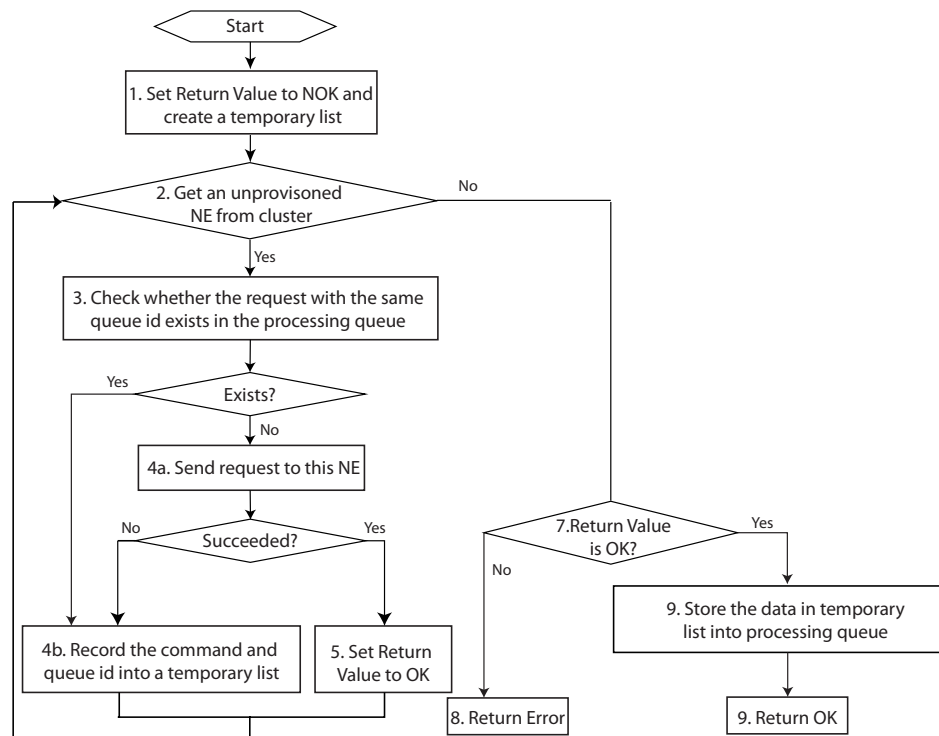 Start
1. Set Return Value to NOK and
create a temporary list
2. Get an unprovisoned
NE from cluster
No
Yes
3. Check whether the request with the same
queue id exists in the processing queue
Yes
Exists?
No
4a. Send request to this NE
No
Succeeded?
Yes
4b. Record the command and
queue id into a temporary list
5. Set Return
Value to OK
7.Return Value
is OK?
Yes
No
9. Store the data in temporary
list into processing queue
8. Return Error
9. Return OK